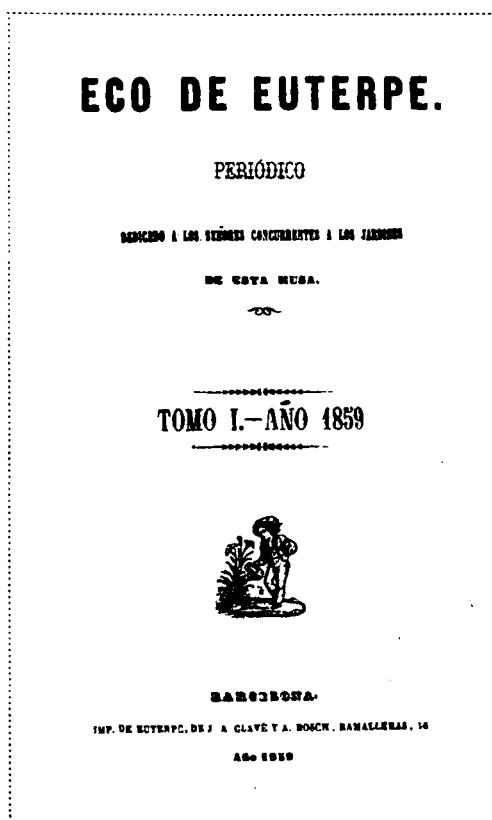 ECO DE EUTERPE.
PERIÓDICO
DEDICADO Á LOS SEÑORES CONCURRENTES Á LOS JARDINES
DE ESTA MUSA.
TOMO I.—AÑO 1859
BARCELONA.
IMP. DE EUTERPE, DE J. A. CLAVÉ Y A. BOSCH, RAMALLERAS,
Año 1859